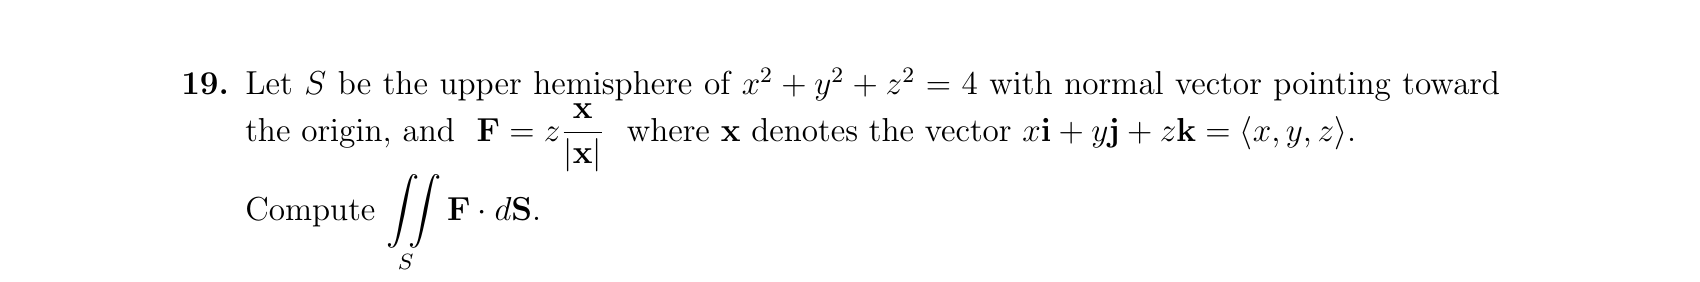 19. Let S be the upper hemisphere of x² + y² + z² = 4 with normal vector pointing toward
the origin, and F = z x/|x| where x denotes the vector xi + yj + zk = ⟨x, y, z⟩.
Compute ∬_S F · dS.